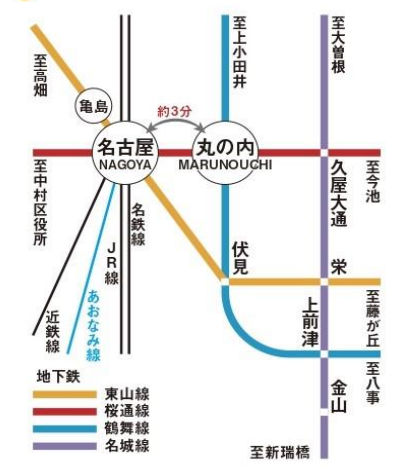 至高畑
至上小田井
至大曽根
亀島
約3分
名古屋
NAGOYA
丸の内
MARUNOUCHI
至中村区役所
久屋大通
至今池
名鉄線
JR線
あおなみ線
近鉄線
伏見
栄
至藤が丘
上前津
至八事
金山
至新瑞橋
地下鉄
東山線
桜通線
鶴舞線
名城線